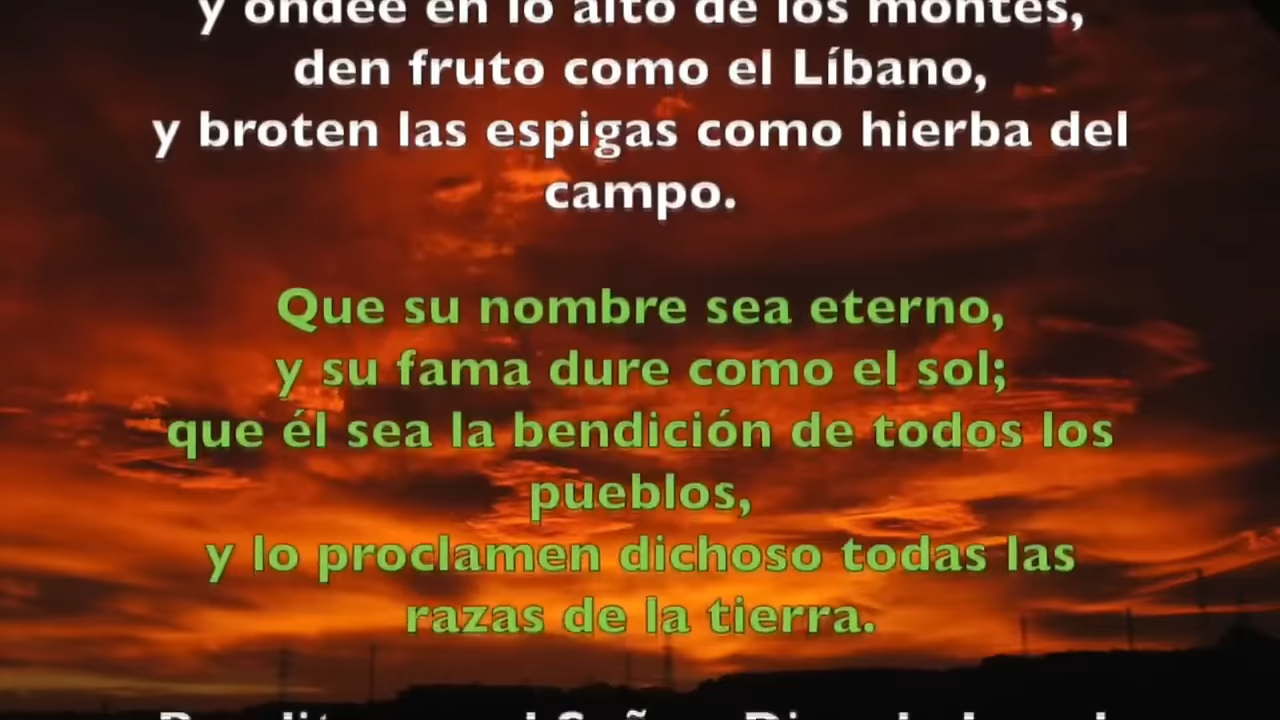 y ondee en lo alto de los montes,
den fruto como el Líbano,
y broten las espigas como hierba del
campo.
Que su nombre sea eterno,
y su fama dure como el sol;
que él sea la bendición de todos los
pueblos,
y lo proclamen dichoso todas las
razas de la tierra.